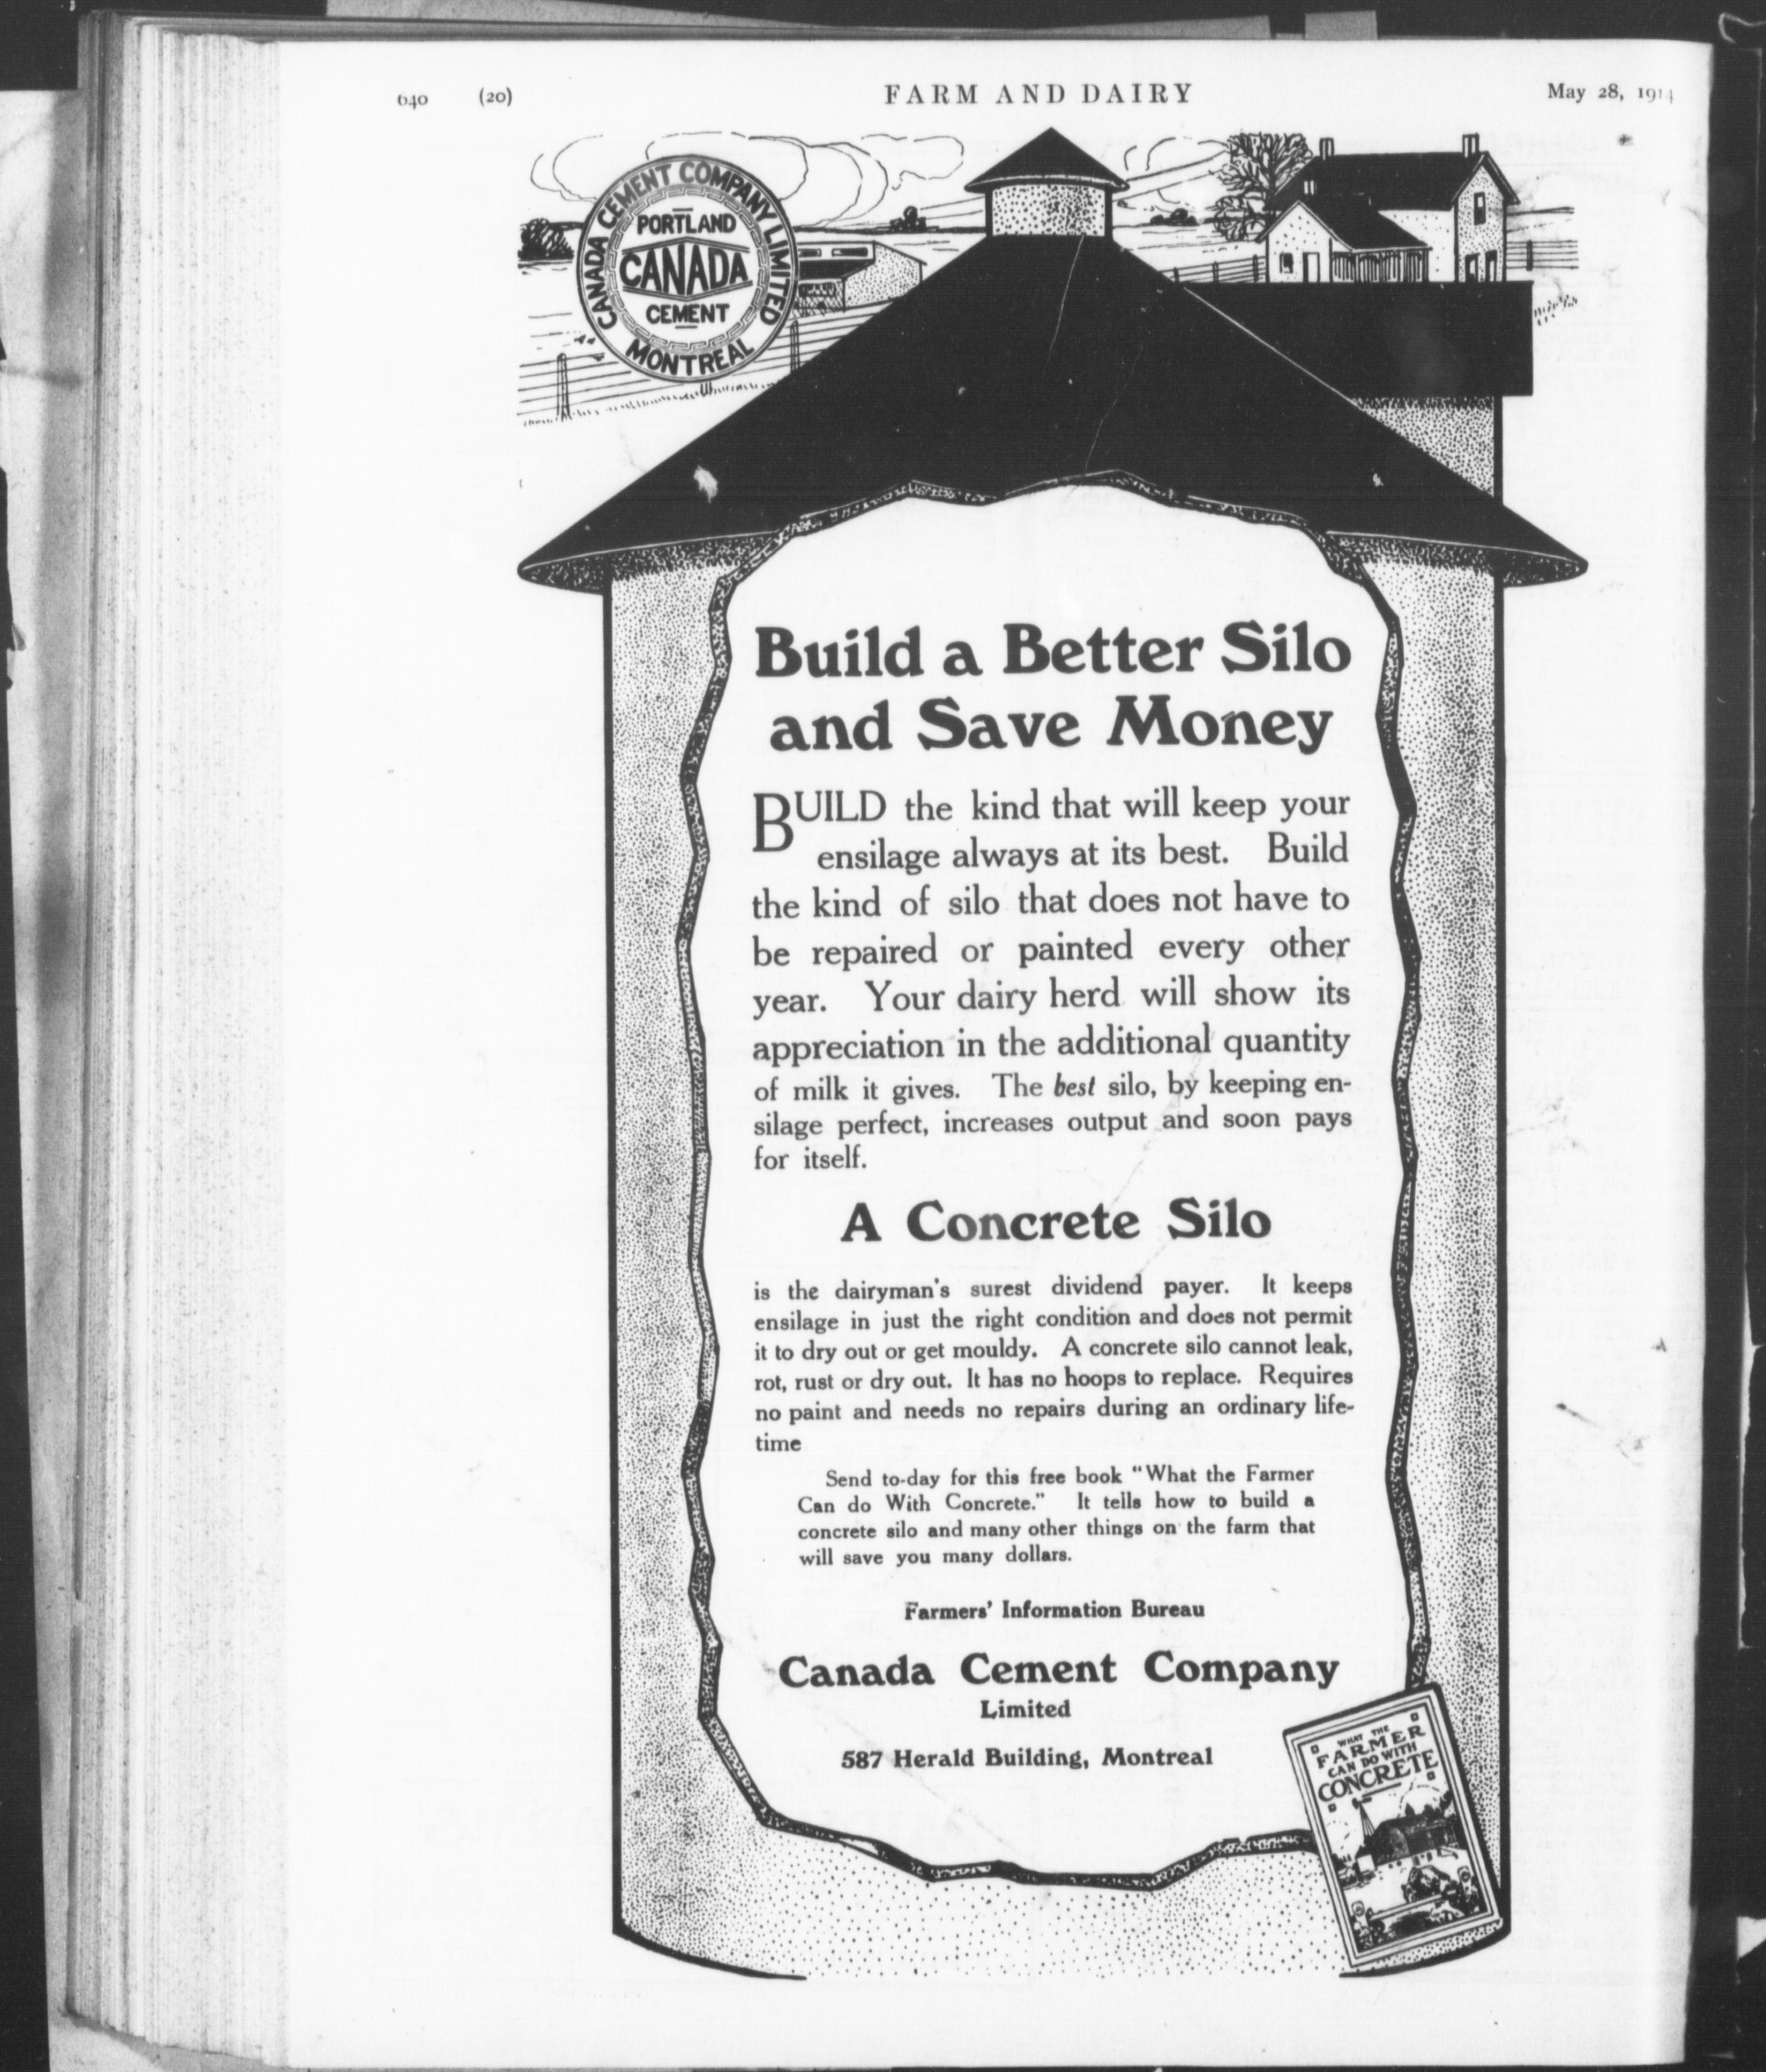 640 (20) FARM AND DAIRY May 28, 1914
CANADA CEMENT COMPANY LIMITED
PORTLAND
CANADA
CEMENT
MONTREAL
Build a Better Silo
and Save Money
BUILD the kind that will keep your
ensilage always at its best. Build
the kind of silo that does not have to
be repaired or painted every other
year. Your dairy herd will show its
appreciation in the additional quantity
of milk it gives. The best silo, by keeping en-
silage perfect, increases output and soon pays
for itself.
A Concrete Silo
is the dairyman's surest dividend payer. It keeps
ensilage in just the right condition and does not permit
it to dry out or get mouldy. A concrete silo cannot leak,
rot, rust or dry out. It has no hoops to replace. Requires
no paint and needs no repairs during an ordinary life-
time
Send to-day for this free book "What the Farmer
Can do With Concrete." It tells how to build a
concrete silo and many other things on the farm that
will save you many dollars.
Farmers' Information Bureau
Canada Cement Company
Limited
587 Herald Building, Montreal
WHAT THE
FARMER
CAN DO WITH
CONCRETE